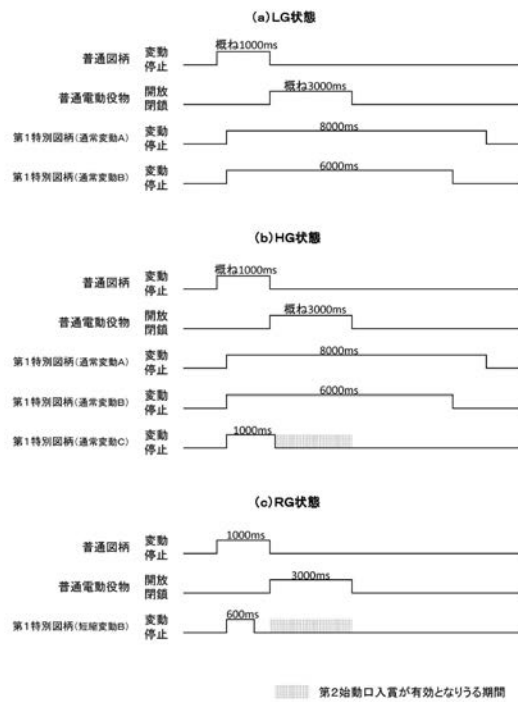 (a)LG状態
普通図柄 変動 概ね1000ms
停止
普通電動役物 開放 概ね3000ms
閉鎖
第1特別図柄(通常変動A) 変動 8000ms
停止
第1特別図柄(通常変動B) 変動 6000ms
停止
(b)HG状態
普通図柄 変動 概ね1000ms
停止
普通電動役物 開放 概ね3000ms
閉鎖
第1特別図柄(通常変動A) 変動 8000ms
停止
第1特別図柄(通常変動B) 変動 6000ms
停止
第1特別図柄(通常変動C) 変動 1000ms
停止
(c)RG状態
普通図柄 変動 1000ms
停止
普通電動役物 開放 3000ms
閉鎖
第1特別図柄(短縮変動B) 変動 600ms
停止
第2始動口入賞が有効となりうる期間